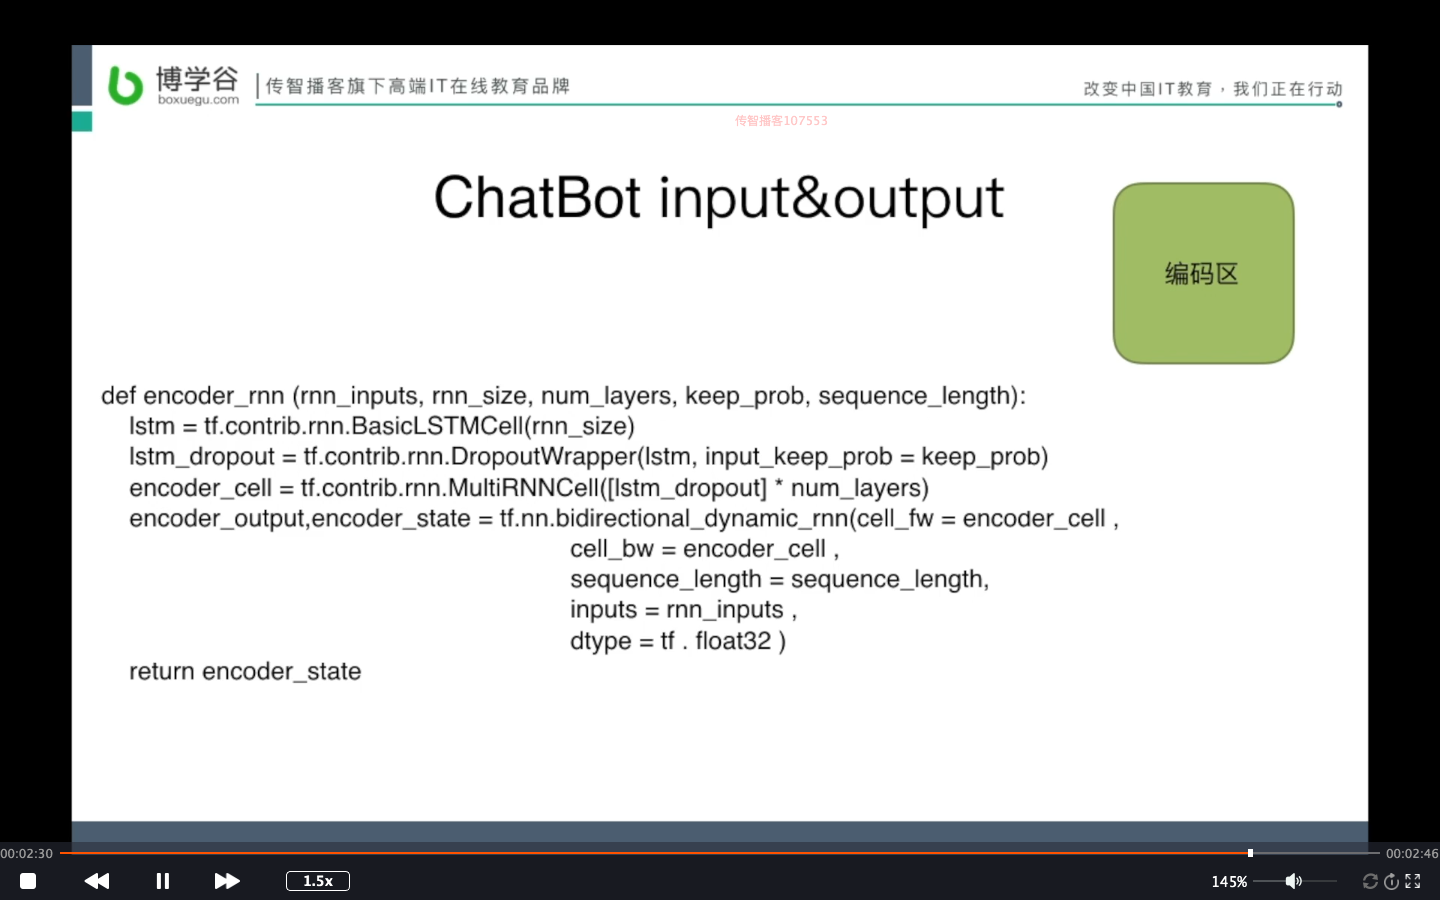 博学谷
boxuegu.com
传智播客旗下高端IT在线教育品牌
改变中国IT教育，我们正在行动
传智播客107553
ChatBot input&output
编码区
def encoder_rnn (rnn_inputs, rnn_size, num_layers, keep_prob, sequence_length):
lstm = tf.contrib.rnn.BasicLSTMCell(rnn_size)
lstm_dropout = tf.contrib.rnn.DropoutWrapper(lstm, input_keep_prob = keep_prob)
encoder_cell = tf.contrib.rnn.MultiRNNCell([lstm_dropout] * num_layers)
encoder_output,encoder_state = tf.nn.bidirectional_dynamic_rnn(cell_fw = encoder_cell ,
cell_bw = encoder_cell ,
sequence_length = sequence_length,
inputs = rnn_inputs ,
dtype = tf . float32 )
return encoder_state
00:02:30
00:02:46
1.5x
145%